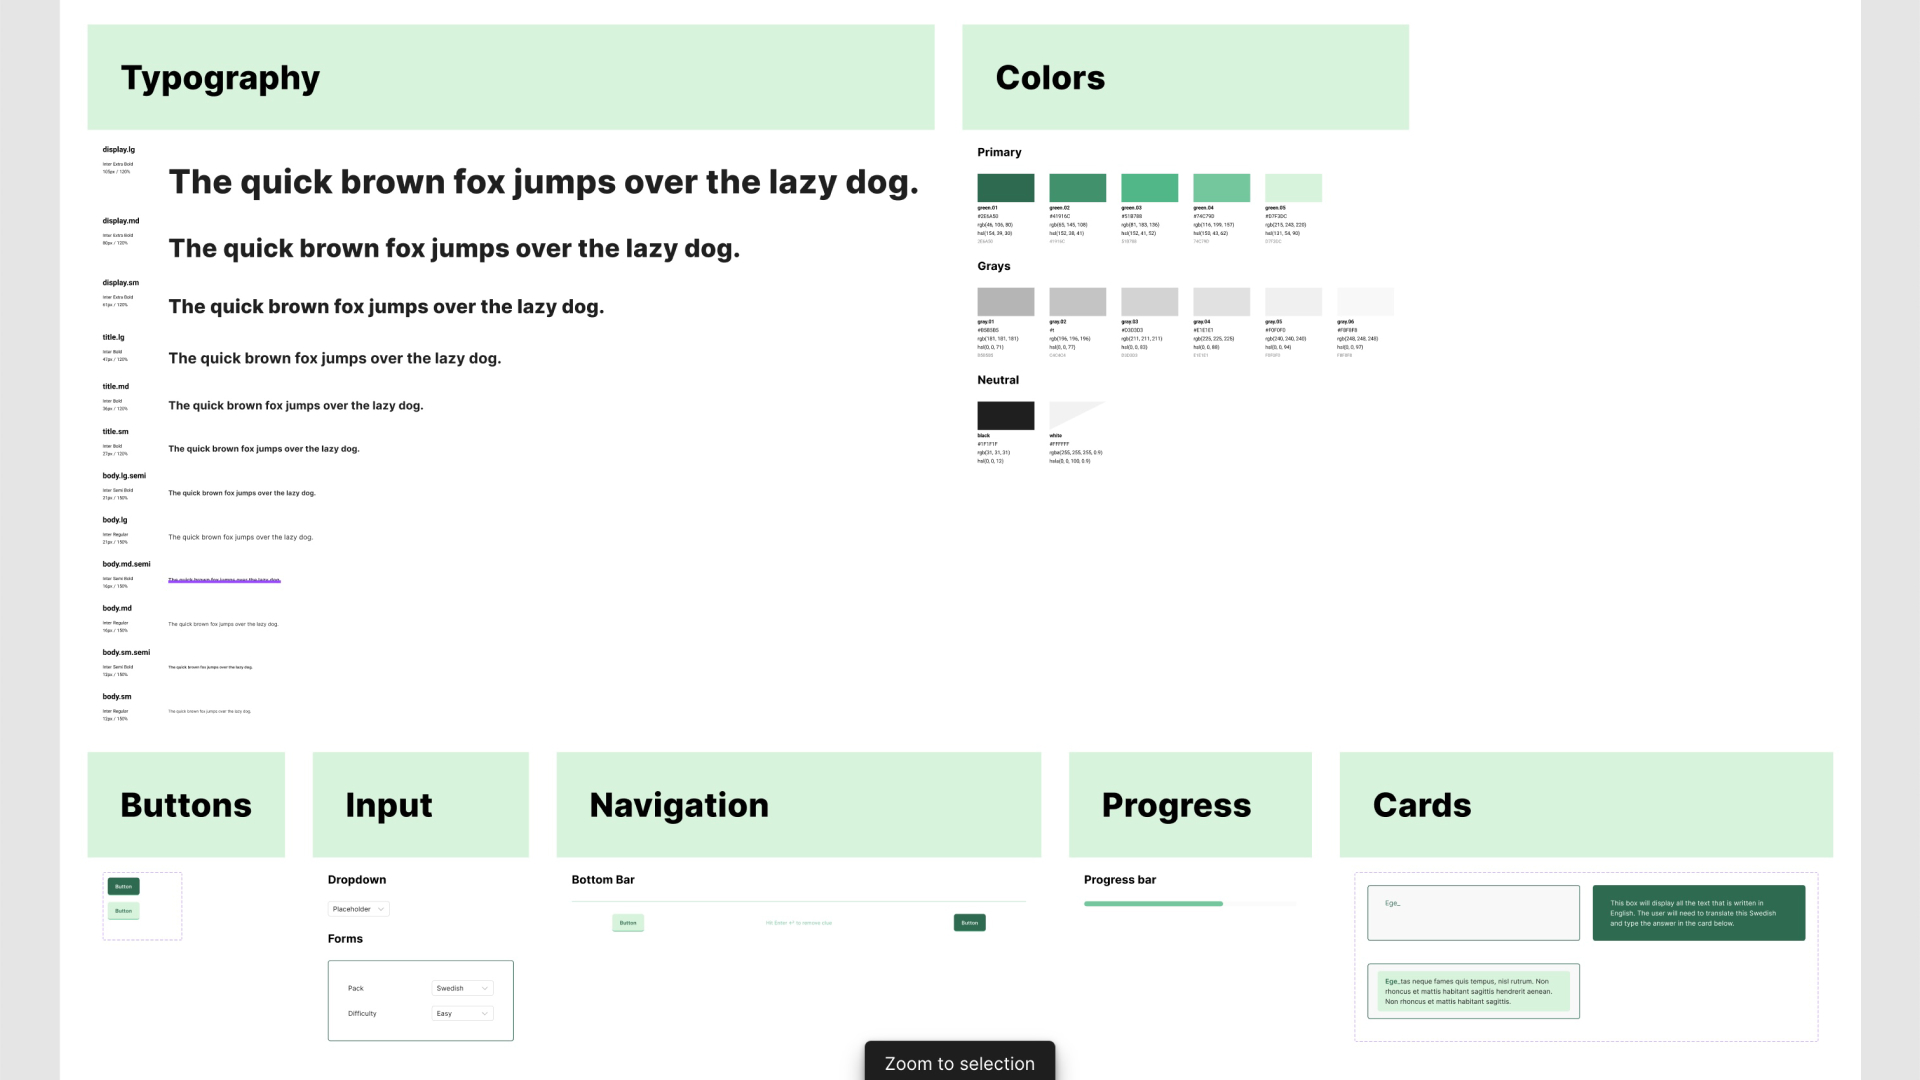 Typography
display.lg
Inter Extra Bold
105px / 120%
The quick brown fox jumps over the lazy dog.
display.md
Inter Extra Bold
80px / 120%
The quick brown fox jumps over the lazy dog.
display.sm
Inter Extra Bold
61px / 120%
The quick brown fox jumps over the lazy dog.
title.lg
Inter Bold
47px / 120%
The quick brown fox jumps over the lazy dog.
title.md
Inter Bold
36px / 120%
The quick brown fox jumps over the lazy dog.
title.sm
Inter Bold
27px / 120%
The quick brown fox jumps over the lazy dog.
body.lg.semi
Inter Semi Bold
21px / 150%
The quick brown fox jumps over the lazy dog.
body.lg
Inter Regular
21px / 150%
The quick brown fox jumps over the lazy dog.
body.md.semi
Inter Semi Bold
16px / 150%
The quick brown fox jumps over the lazy dog.
body.md
Inter Regular
16px / 150%
The quick brown fox jumps over the lazy dog.
body.sm.semi
Inter Semi Bold
12px / 150%
The quick brown fox jumps over the lazy dog.
body.sm
Inter Regular
12px / 150%
The quick brown fox jumps over the lazy dog.
Colors
Primary
green.01
#2E6A50
rgb(46, 106, 80)
hsl(154, 39, 30)
2E6A50
green.02
#41916C
rgb(65, 145, 108)
hsl(152, 38, 41)
41916C
green.03
#51B788
rgb(81, 183, 136)
hsl(152, 41, 52)
51B788
green.04
#74C79D
rgb(116, 199, 157)
hsl(150, 43, 62)
74C79D
green.05
#D7F3DC
rgb(215, 243, 220)
hsl(131, 54, 90)
D7F3DC
Grays
gray.01
#B5B5B5
rgb(181, 181, 181)
hsl(0, 0, 71)
B5B5B5
gray.02
#t
rgb(196, 196, 196)
hsl(0, 0, 77)
C4C4C4
gray.03
#D3D3D3
rgb(211, 211, 211)
hsl(0, 0, 83)
D3D3D3
gray.04
#E1E1E1
rgb(225, 225, 225)
hsl(0, 0, 88)
E1E1E1
gray.05
#F0F0F0
rgb(240, 240, 240)
hsl(0, 0, 94)
F0F0F0
gray.06
#F8F8F8
rgb(248, 248, 248)
hsl(0, 0, 97)
F8F8F8
Neutral
black
#1F1F1F
rgb(31, 31, 31)
hsl(0, 0, 12)
white
#FFFFFF
rgba(255, 255, 255, 0.9)
hsla(0, 0, 100, 0.9)
Buttons
Button
Button
Input
Dropdown
Placeholder
Forms
Pack
Swedish
Difficulty
Easy
Navigation
Bottom Bar
Button
Hit Enter ↵ to remove
Button
Progress
Progress bar
Cards
Ege_
This box will display all the text that is written in
English. The user will need to translate this Swedish
and type the answer in the card below.
Ege_tas neque fames quis tempus, nisl rutrum. Non
rhoncus et mattis habitant sagittis hendrerit aenean.
Non rhoncus et mattis habitant sagittis.
Zoom to selection